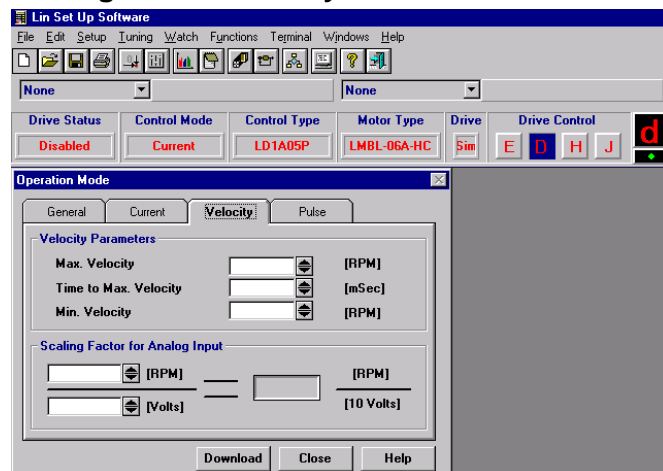 Lin Set Up Software
File Edit Setup Tuning Watch Functions Terminal Windows Help
None None
Drive Status Control Mode Control Type Motor Type Drive Drive Control
Disabled Current LD1A05P LMBL-06A-HC Sim E D H J d
Operation Mode
General Current Velocity Pulse
Velocity Parameters
Max. Velocity [RPM]
Time to Max. Velocity [mSec]
Min. Velocity [RPM]
Scaling Factor for Analog Input
[RPM] [RPM]
[Volts] [10 Volts]
Download Close Help